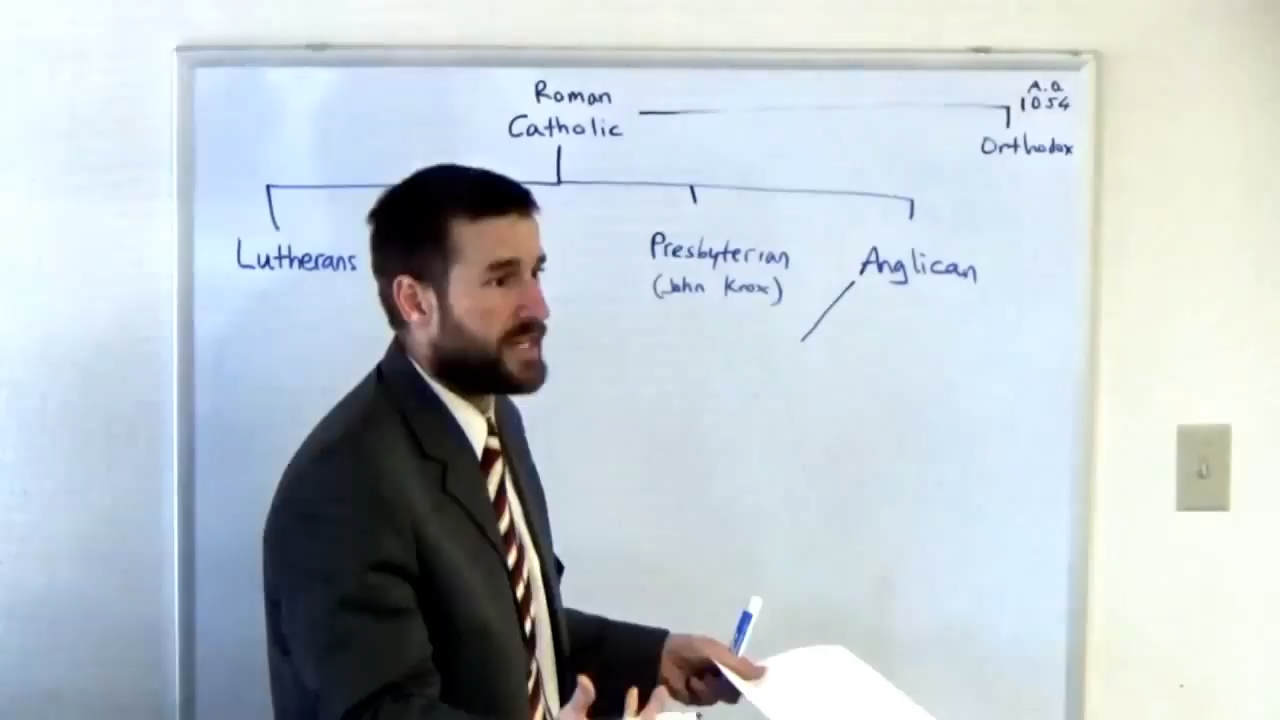 Roman
Catholic
A.D.
1054
Orthodox
Lutherans
Presbyterian
(John Knox)
Anglican